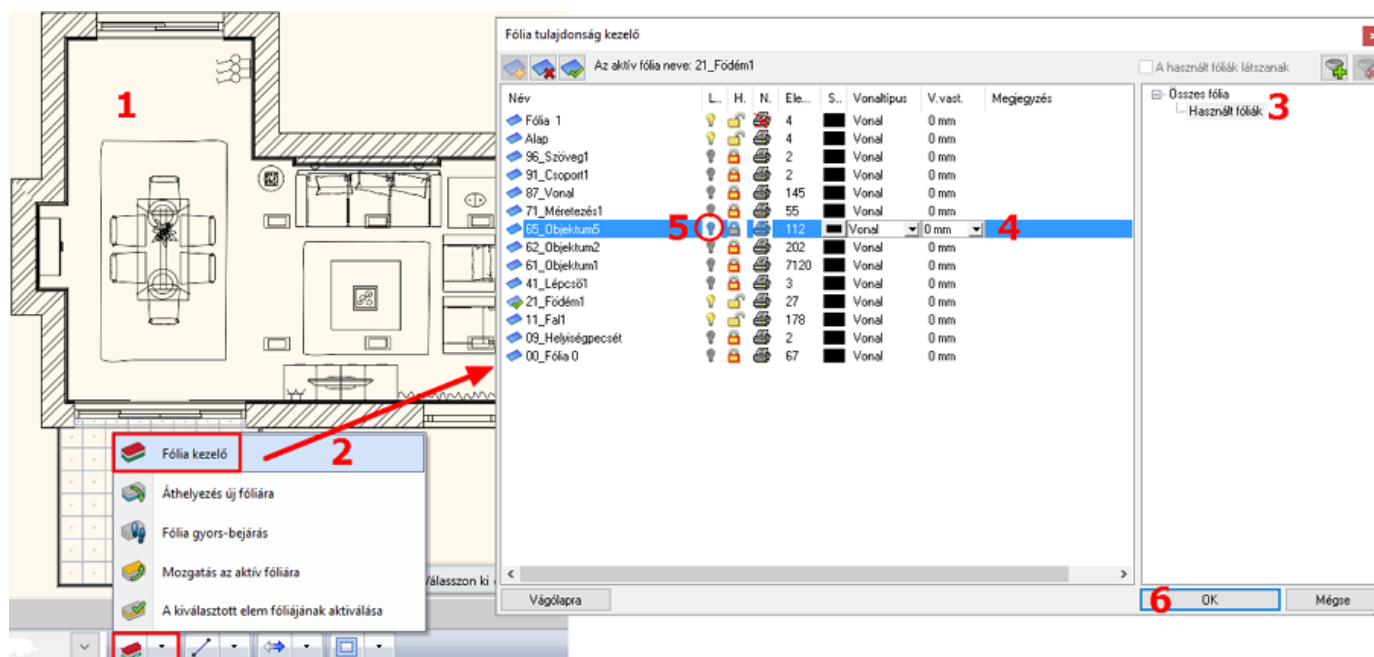 1
Fólia kezelő
2
Áthelyezés új fóliára
Fólia gyors-bejárás
Mozgatás az aktív fóliára
A kiválasztott elem fóliájának aktiválása
Válasszon ki
Fólia tulajdonság kezelő
Az aktív fólia neve: 21_Födém1
A használt fóliák látszanak
Név L.. H. N. Ele... S.. Vonaltípus V.vast. Megjegyzés
Fólia 1 4 Vonal 0 mm
Alap 4 Vonal 0 mm
96_Szöveg1 2 Vonal 0 mm
91_Csoport1 2 Vonal 0 mm
87_Vonal 145 Vonal 0 mm
71_Méretezés1 55 Vonal 0 mm
65_Objektum5 5 112 Vonal 0 mm 4
62_Objektum2 202 Vonal 0 mm
61_Objektum1 7120 Vonal 0 mm
41_Lépcső1 3 Vonal 0 mm
21_Födém1 27 Vonal 0 mm
11_Fal1 178 Vonal 0 mm
09_Helyiségpecsét 2 Vonal 0 mm
00_Fólia 0 67 Vonal 0 mm
Összes fólia
Használt fóliák 3
Vágólapra
6 OK
Mégse